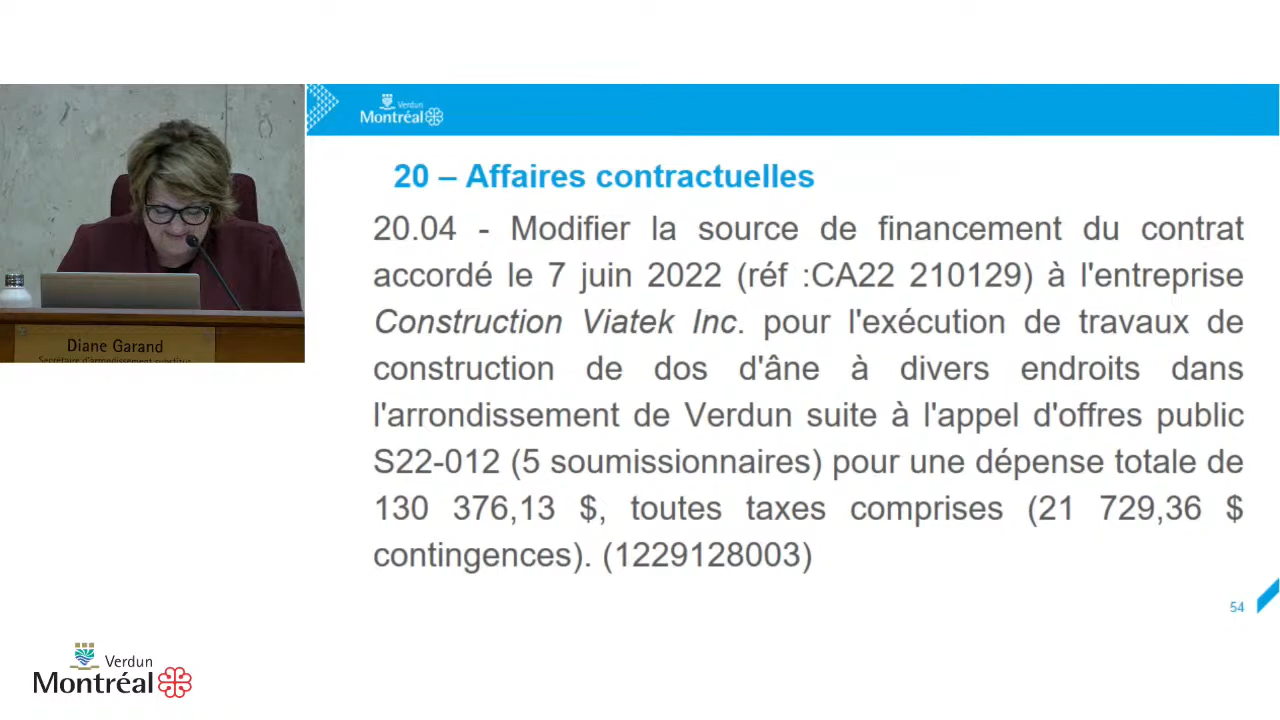 Verdun
Montréal
20 – Affaires contractuelles
20.04 - Modifier la source de financement du contrat
accordé le 7 juin 2022 (réf :CA22 210129) à l'entreprise
Construction Viatek Inc. pour l'exécution de travaux de
construction de dos d'âne à divers endroits dans
l'arrondissement de Verdun suite à l'appel d'offres public
S22-012 (5 soumissionnaires) pour une dépense totale de
130 376,13 $, toutes taxes comprises (21 729,36 $
contingences). (1229128003)
54
Diane Garand
Secrétaire d'arrondissement substitut
Verdun
Montréal